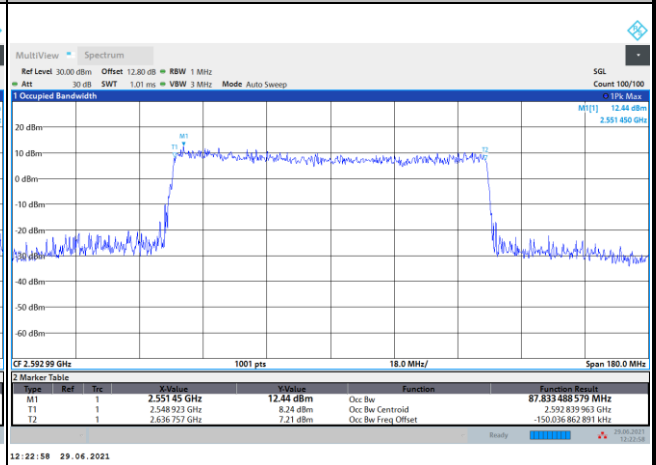 MultiView Spectrum
Ref Level 30.00 dBm Offset 12.80 dB RBW 1 MHz SGL
Att 30 dB SWT 1.01 ms VBW 3 MHz Mode Auto Sweep Count 100/100
1 Occupied Bandwidth 1Pk Max
M1[1] 12.44 dBm
2.551 450 GHz
20 dBm
M1
T1 T2
10 dBm
0 dBm
-10 dBm
-20 dBm
-40 dBm
-50 dBm
-60 dBm
CF 2.592 99 GHz 1001 pts 18.0 MHz/ Span 180.0 MHz
2 Marker Table
Type Ref Trc X-Value Y-Value Function Function Result
M1 1 2.551 45 GHz 12.44 dBm Occ Bw 87.833 488 579 MHz
T1 1 2.548 923 GHz 8.24 dBm Occ Bw Centroid 2.592 839 963 GHz
T2 1 2.636 757 GHz 7.21 dBm Occ Bw Freq Offset -150.036 862 891 kHz
Ready 29.06.2021
12:22:58
12:22:58 29.06.2021